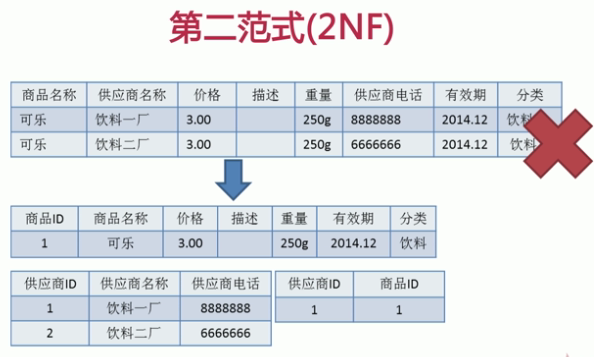 第二范式(2NF)
商品名称 供应商名称 价格 描述 重量 供应商电话 有效期 分类
可乐 饮料一厂 3.00 250g 8888888 2014.12 饮料
可乐 饮料二厂 3.00 250g 6666666 2014.12 饮料
商品ID 商品名称 价格 描述 重量 有效期 分类
1 可乐 3.00 250g 2014.12 饮料
供应商ID 供应商名称 供应商电话
1 饮料一厂 8888888
2 饮料二厂 6666666
供应商ID 商品ID
1 1